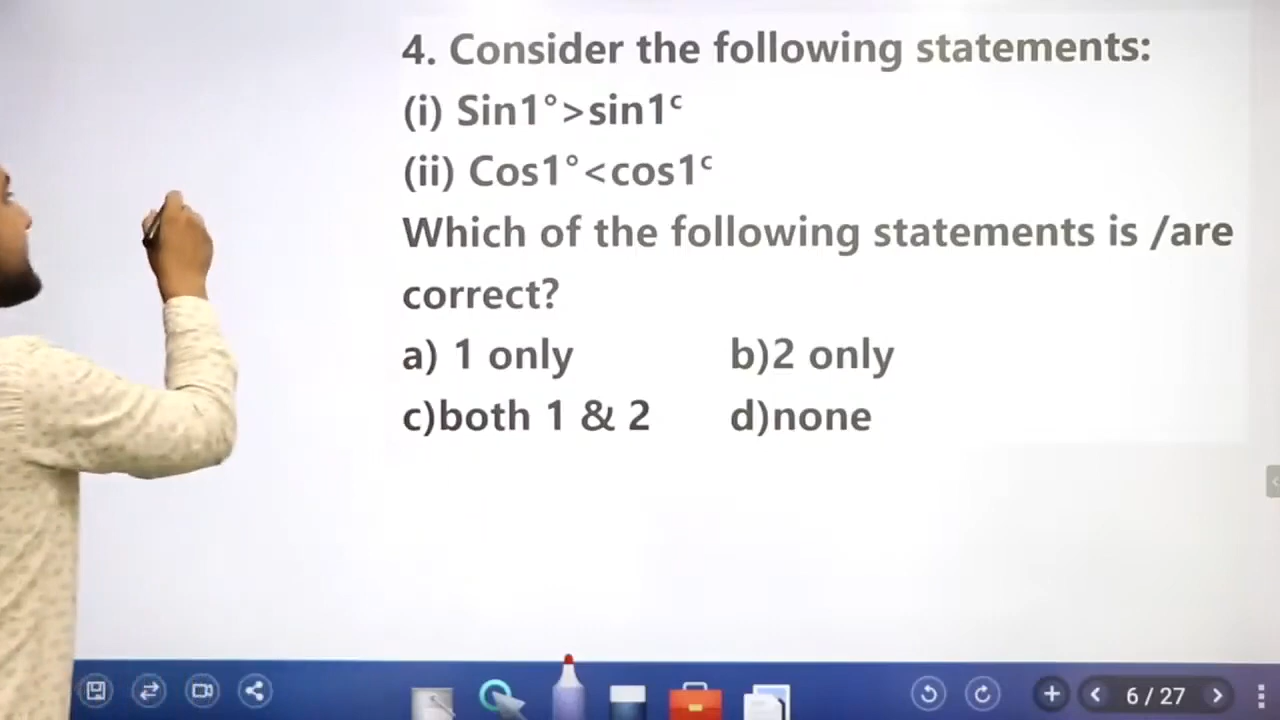 4. Consider the following statements:
(i) Sin1°>sin1ᶜ
(ii) Cos1°<cos1ᶜ
Which of the following statements is /are
correct?
a) 1 only b)2 only
c)both 1 & 2 d)none
6 / 27